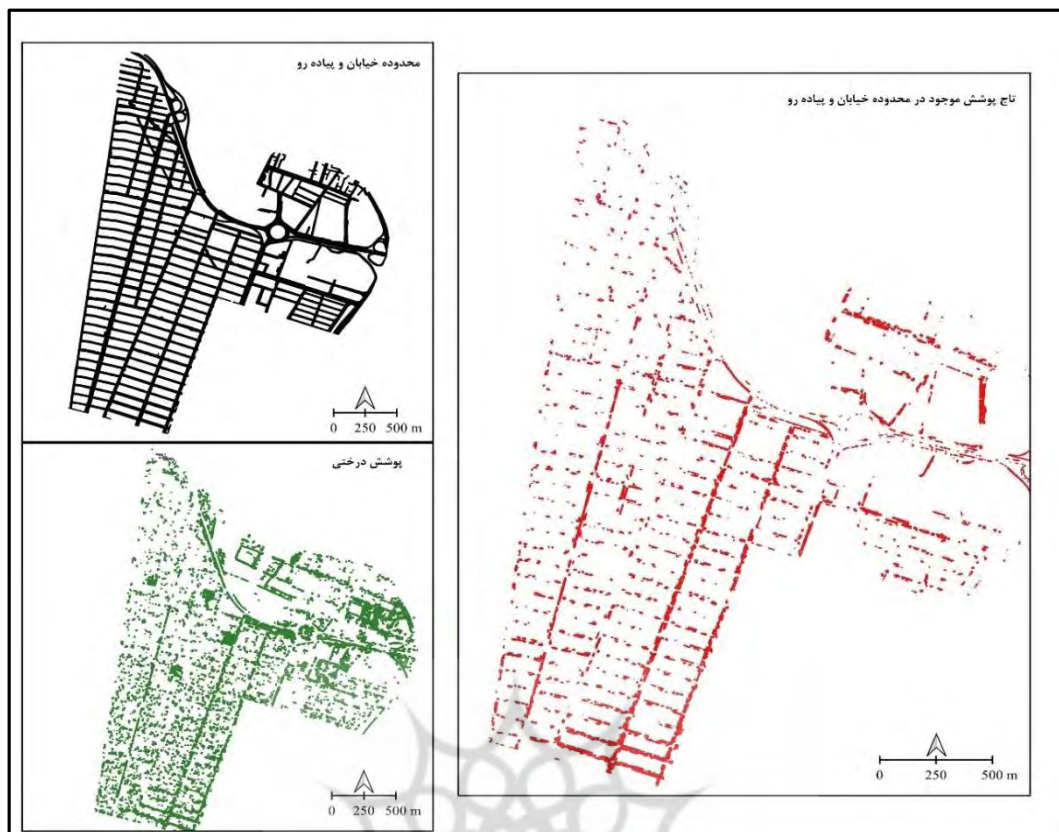 محدوده خیابان و پیاده رو
0 250 500 m
پوشش درختی
0 250 500 m
تاج پوشش موجود در محدوده خیابان و پیاده رو
0 250 500 m